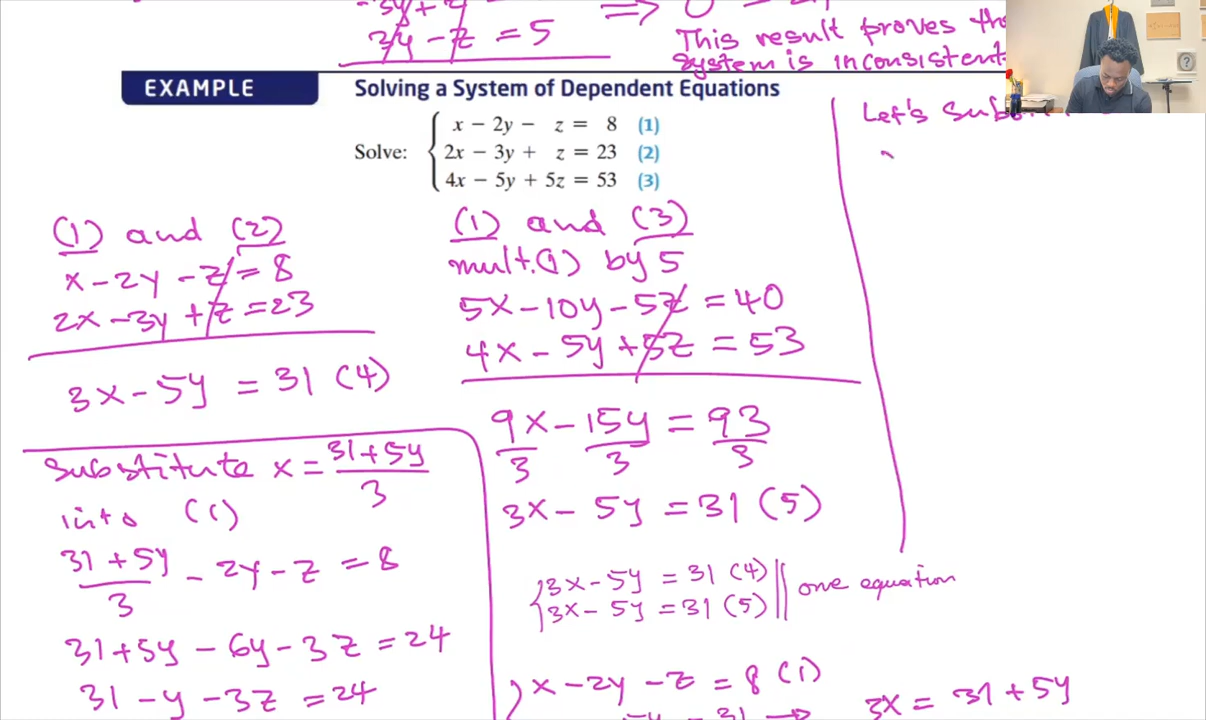 3y - z = 5
This result proves
system is inconsistent
EXAMPLE Solving a System of Dependent Equations
Solve: { x − 2y − z = 8 (1)
2x − 3y + z = 23 (2)
4x − 5y + 5z = 53 (3)
(1) and (2)
x - 2y - z = 8
2x - 3y + z = 23
3x - 5y = 31 (4)
substitute x = 31+5y / 3
into (1)
31+5y / 3 - 2y - z = 8
31+5y - 6y - 3z = 24
31 - y - 3z = 24
(1) and (3)
mult.(1) by 5
5x - 10y - 5z = 40
4x - 5y + 5z = 53
9x/3 - 15y/3 = 93/3
3x - 5y = 31 (5)
{3x - 5y = 31 (4)
3x - 5y = 31 (5) || one equation
x - 2y - z = 8 (1)
3x = 31 + 5y
Let's